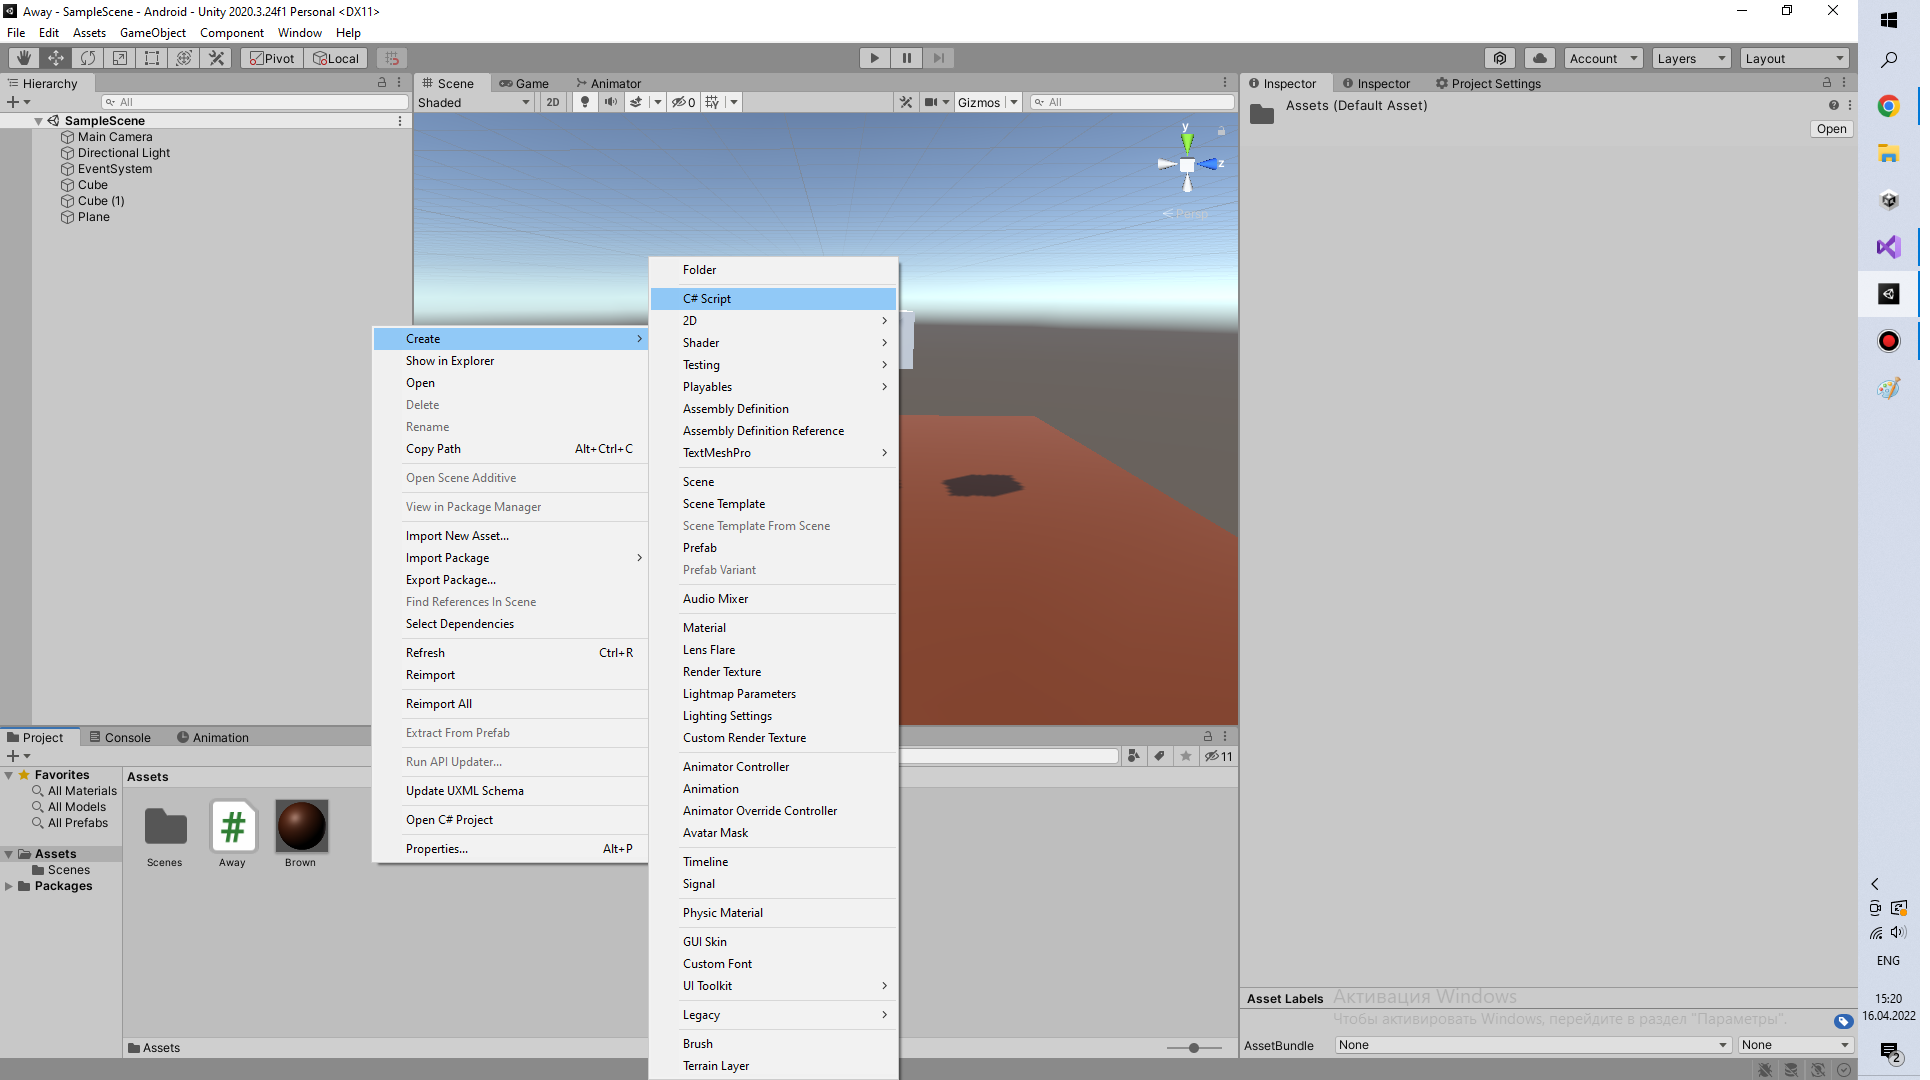 Away - SampleScene - Android - Unity 2020.3.24f1 Personal <DX11>
File Edit Assets GameObject Component Window Help
Pivot Local Account Layers Layout
Hierarchy
All
SampleScene
Main Camera
Directional Light
EventSystem
Cube
Cube (1)
Plane
Scene Game Animator
Shaded 2D 0 Gizmos All
y
z
Persp
Inspector Inspector Project Settings
Assets (Default Asset)
Open
Create
Show in Explorer
Open
Delete
Rename
Copy Path Alt+Ctrl+C
Open Scene Additive
View in Package Manager
Import New Asset...
Import Package
Export Package...
Find References In Scene
Select Dependencies
Refresh Ctrl+R
Reimport
Reimport All
Extract From Prefab
Run API Updater...
Update UXML Schema
Open C# Project
Properties... Alt+P
Folder
C# Script
2D
Shader
Testing
Playables
Assembly Definition
Assembly Definition Reference
TextMeshPro
Scene
Scene Template
Scene Template From Scene
Prefab
Prefab Variant
Audio Mixer
Material
Lens Flare
Render Texture
Lightmap Parameters
Lighting Settings
Custom Render Texture
Animator Controller
Animation
Animator Override Controller
Avatar Mask
Timeline
Signal
Physic Material
GUI Skin
Custom Font
UI Toolkit
Legacy
Brush
Terrain Layer
Project Console Animation
11
Favorites
All Materials
All Models
All Prefabs
Assets
Scenes
Packages
Assets
#
Scenes Away Brown
Assets
Asset Labels
Активация Windows
Чтобы активировать Windows, перейдите в раздел "Параметры".
AssetBundle None None
ENG
15:20
16.04.2022
2